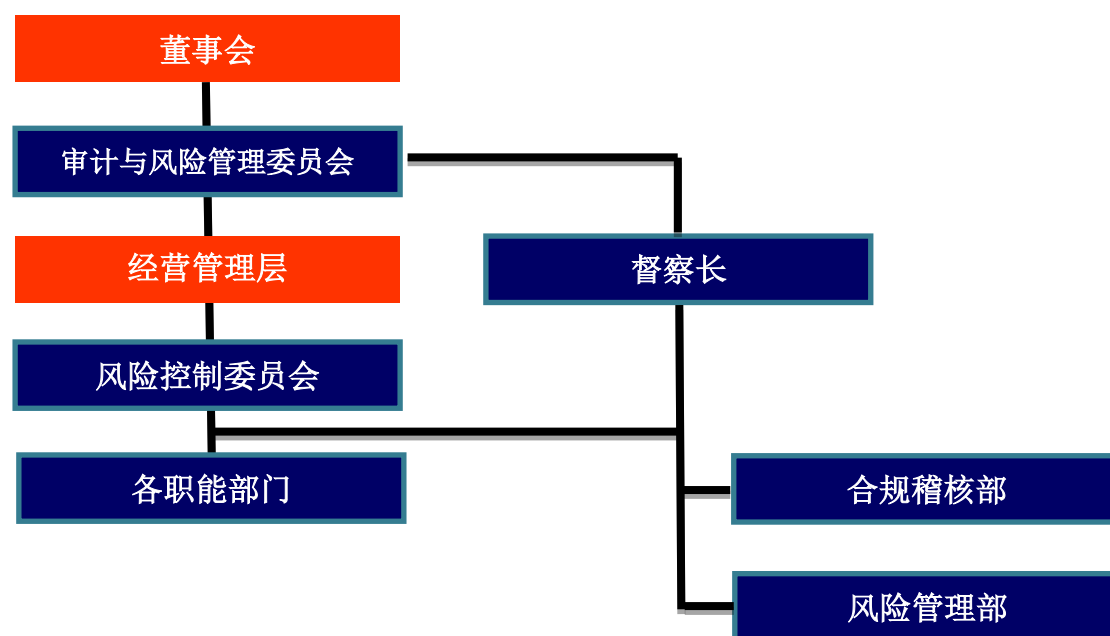 董事会
审计与风险管理委员会
经营管理层
督察长
风险控制委员会
各职能部门
合规稽核部
风险管理部